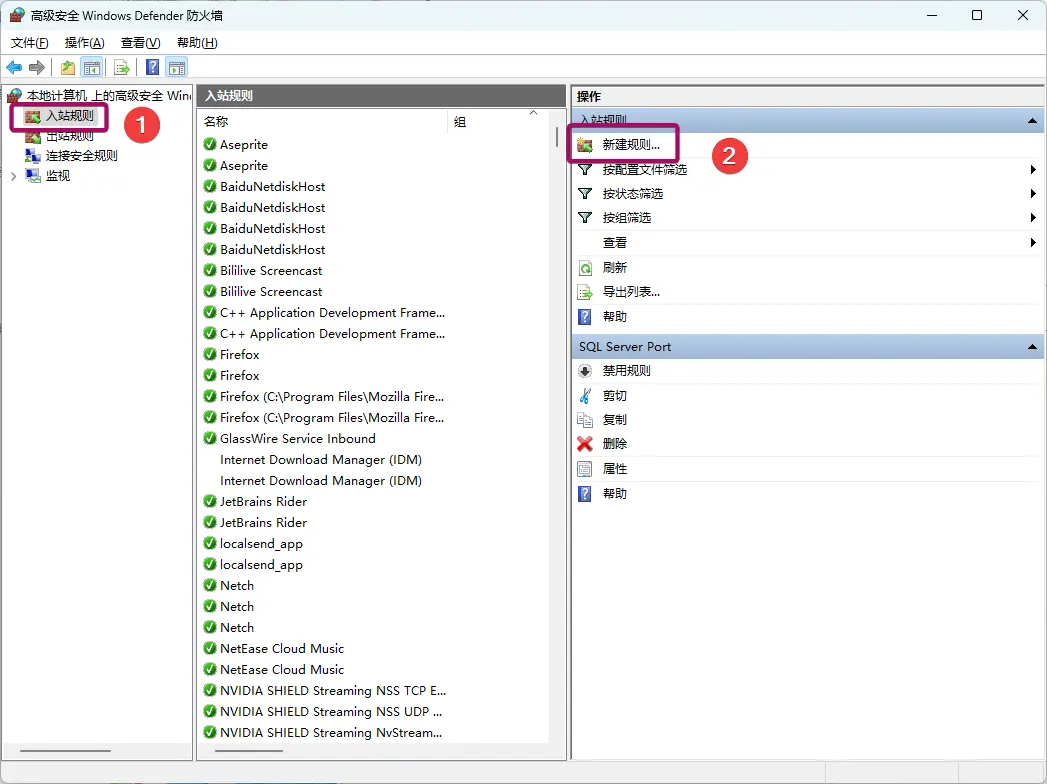 高级安全 Windows Defender 防火墙
文件(F) 操作(A) 查看(V) 帮助(H)
本地计算机 上的高级安全 Win
入站规则
1
出站规则
连接安全规则
监视
入站规则
名称 组
Aseprite
Aseprite
BaiduNetdiskHost
BaiduNetdiskHost
BaiduNetdiskHost
BaiduNetdiskHost
Bililive Screencast
Bililive Screencast
C++ Application Development Frame...
C++ Application Development Frame...
Firefox
Firefox
Firefox (C:\Program Files\Mozilla Fire...
Firefox (C:\Program Files\Mozilla Fire...
GlassWire Service Inbound
Internet Download Manager (IDM)
Internet Download Manager (IDM)
JetBrains Rider
JetBrains Rider
localsend_app
localsend_app
Netch
Netch
Netch
NetEase Cloud Music
NetEase Cloud Music
NVIDIA SHIELD Streaming NSS TCP E...
NVIDIA SHIELD Streaming NSS UDP ...
NVIDIA SHIELD Streaming NvStream...
操作
入站规则
新建规则...
2
按配置文件筛选
按状态筛选
按组筛选
查看
刷新
导出列表...
帮助
SQL Server Port
禁用规则
剪切
复制
删除
属性
帮助